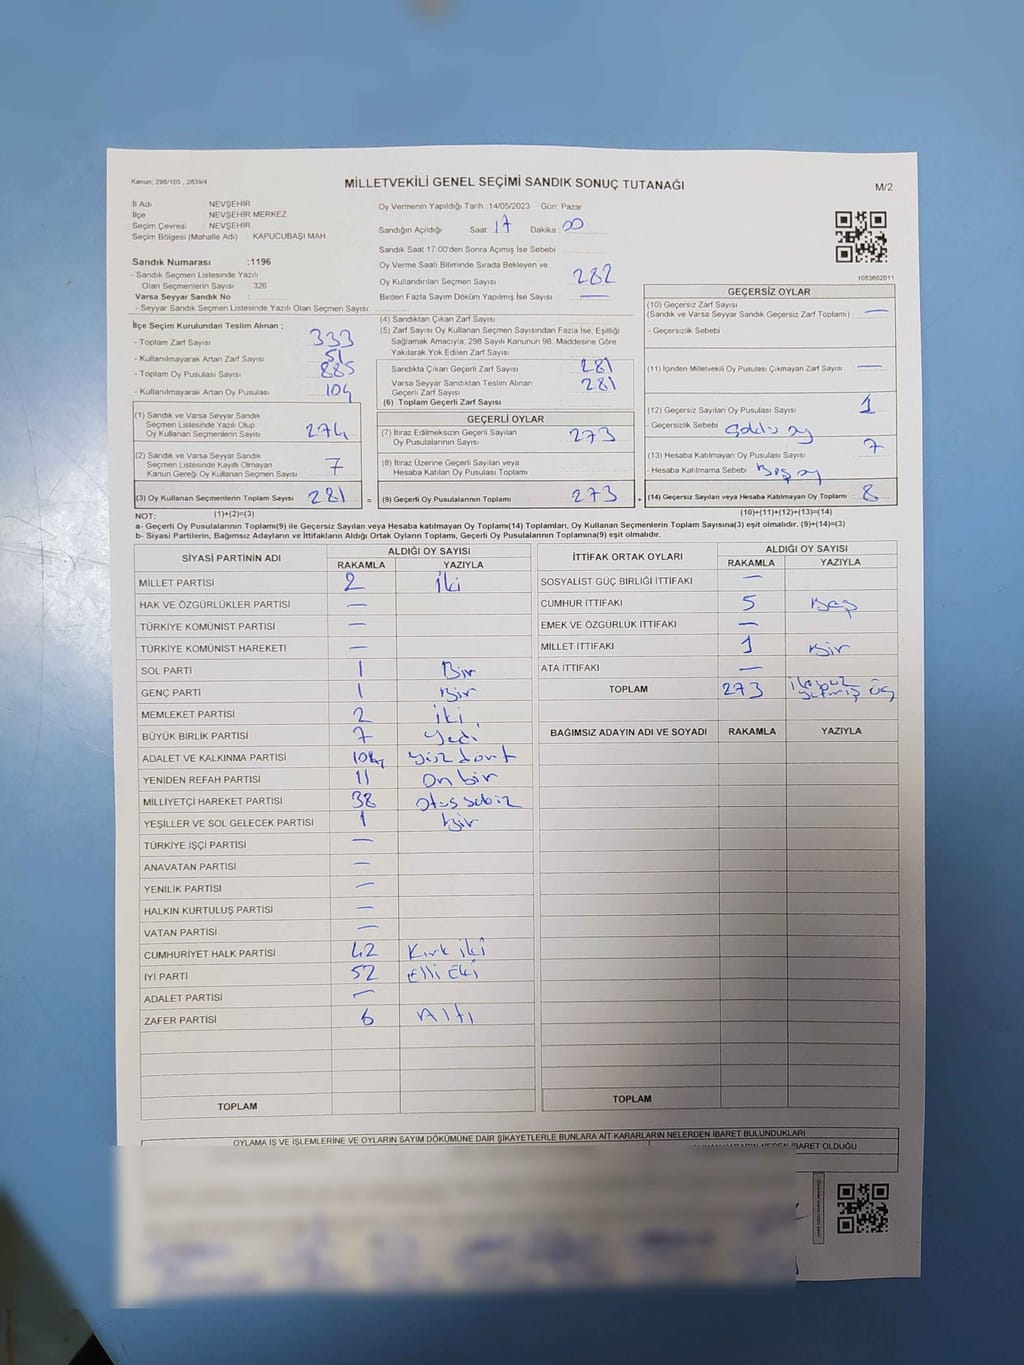 Kanun; 298/105 , 2839/4
MİLLETVEKİLİ GENEL SEÇİMİ SANDIK SONUÇ TUTANAĞI
M/2
İl Adı : NEVŞEHİR
İlçe : NEVŞEHİR MERKEZ
Seçim Çevresi : NEVŞEHİR
Seçim Bölgesi (Mahalle Adı) : KAPUCUBAŞI MAH
Sandık Numarası :1196
- Sandık Seçmen Listesinde Yazılı
Olan Seçmenlerin Sayısı 326
Varsa Seyyar Sandık No :
- Seyyar Sandık Seçmen Listesinde Yazılı Olan Seçmen Sayısı:
Oy Vermenin Yapıldığı Tarih :14/05/2023 Gün: Pazar
Sandığın Açıldığı Saat: 17 Dakika : 00
Sandık Saat 17:00'den Sonra Açımış İse Sebebi :
Oy Verme Saati Bitiminde Sırada Bekleyen ve
Oy Kullandırılan Seçmen Sayısı 282
Birden Fazla Sayım Döküm Yapılmış İse Sayısı —
1083602011
İlçe Seçim Kurulundan Teslim Alınan ;
- Toplam Zarf Sayısı 333
- Kullanılmayarak Artan Zarf Sayısı 51
- Toplam Oy Pusulası Sayısı 885
- Kullanılmayarak Artan Oy Pusulası 104
(1) Sandık ve Varsa Seyyar Sandık
Seçmen Listesinde Yazılı Olup
Oy Kullanan Seçmenlerin Sayısı 274
(2) Sandık ve Varsa Seyyar Sandık
Seçmen Listesinde Kayıtlı Olmayan
Kanun Gereği Oy Kullanan Seçmen Sayısı 7
(3) Oy Kullanan Seçmenlerin Toplam Sayısı 281 =
(4) Sandıktan Çıkan Zarf Sayısı
(5) Zarf Sayısı Oy Kullanan Seçmen Sayısından Fazla İse, Eşitliği
Sağlamak Amacıyla; 298 Sayılı Kanunun 98. Maddesine Göre
Yakılarak Yok Edilen Zarf Sayısı
Sandıkta Çıkan Geçerli Zarf Sayısı 281
Varsa Seyyar Sandıktan Teslim Alınan 281
Geçerli Zarf Sayısı
(6) Toplam Geçerli Zarf Sayısı
GEÇERLİ OYLAR
(7) İtiraz Edilmeksizin Geçerli Sayılan
Oy Pusulalarının Sayısı 273
(8) İtiraz Üzerine Geçerli Sayılan veya
Hesaba Katılan Oy Pusulası Toplamı
(9) Geçerli Oy Pusulalarının Toplamı 273 +
GEÇERSİZ OYLAR
(10) Geçersiz Zarf Sayısı
(Sandık ve Varsa Seyyar Sandık Geçersiz Zarf Toplamı) : —
- Geçersizlik Sebebi :
(11) İçinden Milletvekili Oy Pusulası Çıkmayan Zarf Sayısı : —
(12) Geçersiz Sayılan Oy Pusulası Sayısı : 1
- Geçersizlik Sebebi : oy
(13) Hesaba Katılmayan Oy Pusulası Sayısı : 7
- Hesaba Katılmama Sebebi : Boş oy
(14) Geçersiz Sayılan veya Hesaba Katılmayan Oy Toplamı : 8
NOT: (1)+(2)=(3) (10)+(11)+(12)+(13)=(14)
a- Geçerli Oy Pusulalarının Toplamı(9) ile Geçersiz Sayılan veya Hesaba katılmayan Oy Toplam(14) Toplamları, Oy Kullanan Seçmenlerin Toplam Sayısına(3) eşit olmalıdır. (9)+(14)=(3)
b- Siyasi Partilerin, Bağımsız Adayların ve İttifakların Aldığı Ortak Oyların Toplamı, Geçerli Oy Pusulalarının Toplamına(9) eşit olmalıdır.
SİYASİ PARTİNİN ADI ALDIĞI OY SAYISI
RAKAMLA YAZIYLA
MİLLET PARTİSİ 2 iki
HAK VE ÖZGÜRLÜKLER PARTİSİ —
TÜRKİYE KOMÜNİST PARTİSİ —
TÜRKİYE KOMÜNİST HAREKETİ —
SOL PARTİ 1 Bir
GENÇ PARTİ 1 Bir
MEMLEKET PARTİSİ 2 iki
BÜYÜK BİRLİK PARTİSİ 7 Yedi
ADALET VE KALKINMA PARTİSİ 104 yüz dört
YENİDEN REFAH PARTİSİ 11 On bir
MİLLİYETÇİ HAREKET PARTİSİ 38 otuz sekiz
YEŞİLLER VE SOL GELECEK PARTİSİ 1 Bir
TÜRKİYE İŞÇİ PARTİSİ —
ANAVATAN PARTİSİ —
YENİLİK PARTİSİ —
HALKIN KURTULUŞ PARTİSİ —
VATAN PARTİSİ —
CUMHURİYET HALK PARTİSİ 42 Kırk iki
İYİ PARTİ 52 Elli Eki
ADALET PARTİSİ —
ZAFER PARTİSİ 6 Altı
TOPLAM
İTTİFAK ORTAK OYLARI ALDIĞI OY SAYISI
RAKAMLA YAZIYLA
SOSYALİST GÜÇ BİRLİĞİ İTTİFAKI —
CUMHUR İTTİFAKI 5 Beş
EMEK VE ÖZGÜRLÜK İTTİFAKI —
MİLLET İTTİFAKI 1 Bir
ATA İTTİFAKI —
TOPLAM 273 ikiyüz yetmiş üç
BAĞIMSIZ ADAYIN ADI VE SOYADI RAKAMLA YAZIYLA
TOPLAM
OYLAMA İŞ VE İŞLEMLERİNE VE OYLARIN SAYIM DÖKÜMÜNE DAİR ŞİKAYETLERLE BUNLARA AİT KARARLARIN NELERDEN İBARET BULUNDUKLARI
İBARET OLDUĞU